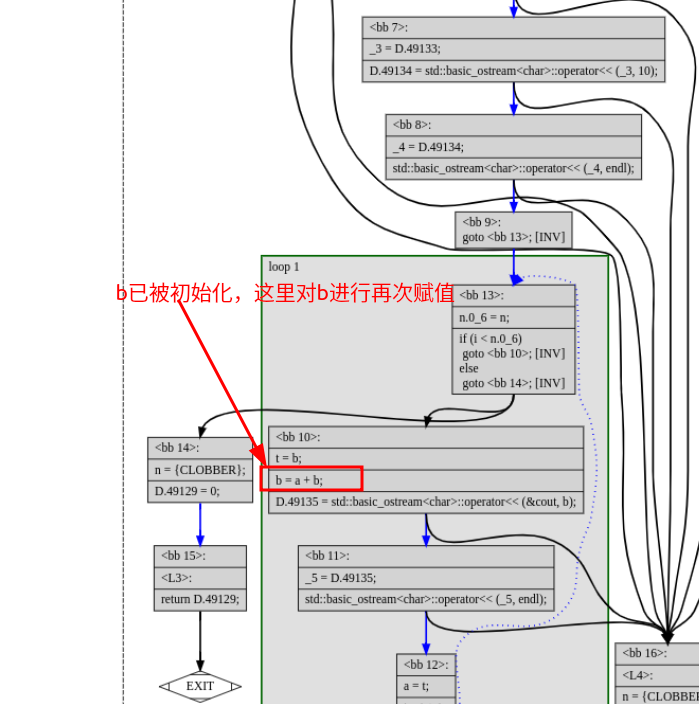 <bb 7>:
_3 = D.49133;
D.49134 = std::basic_ostream<char>::operator<< (_3, 10);
<bb 8>:
_4 = D.49134;
std::basic_ostream<char>::operator<< (_4, endl);
<bb 9>:
goto <bb 13>; [INV]
loop 1
b已被初始化，这里对b进行再次赋值
<bb 13>:
n.0_6 = n;
if (i < n.0_6)
goto <bb 10>; [INV]
else
goto <bb 14>; [INV]
<bb 14>:
n = {CLOBBER};
D.49129 = 0;
<bb 10>:
t = b;
b = a + b;
D.49135 = std::basic_ostream<char>::operator<< (&cout, b);
<bb 15>:
<L3>:
return D.49129;
<bb 11>:
_5 = D.49135;
std::basic_ostream<char>::operator<< (_5, endl);
EXIT
<bb 12>:
a = t;
<bb 16>:
<L4>:
n = {CLOBBER